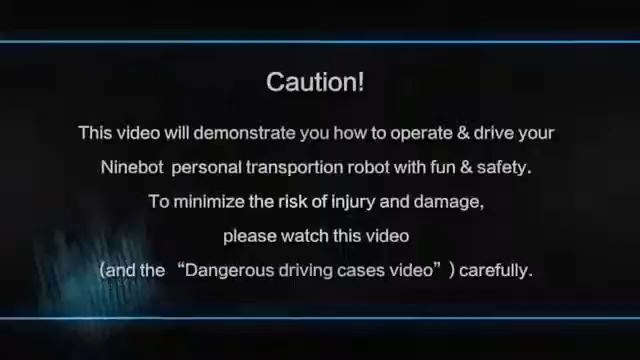 Caution!
This video will demonstrate you how to operate & drive your
Ninebot personal transportion robot with fun & safety.
To minimize the risk of injury and damage,
please watch this video
(and the “Dangerous driving cases video”) carefully.